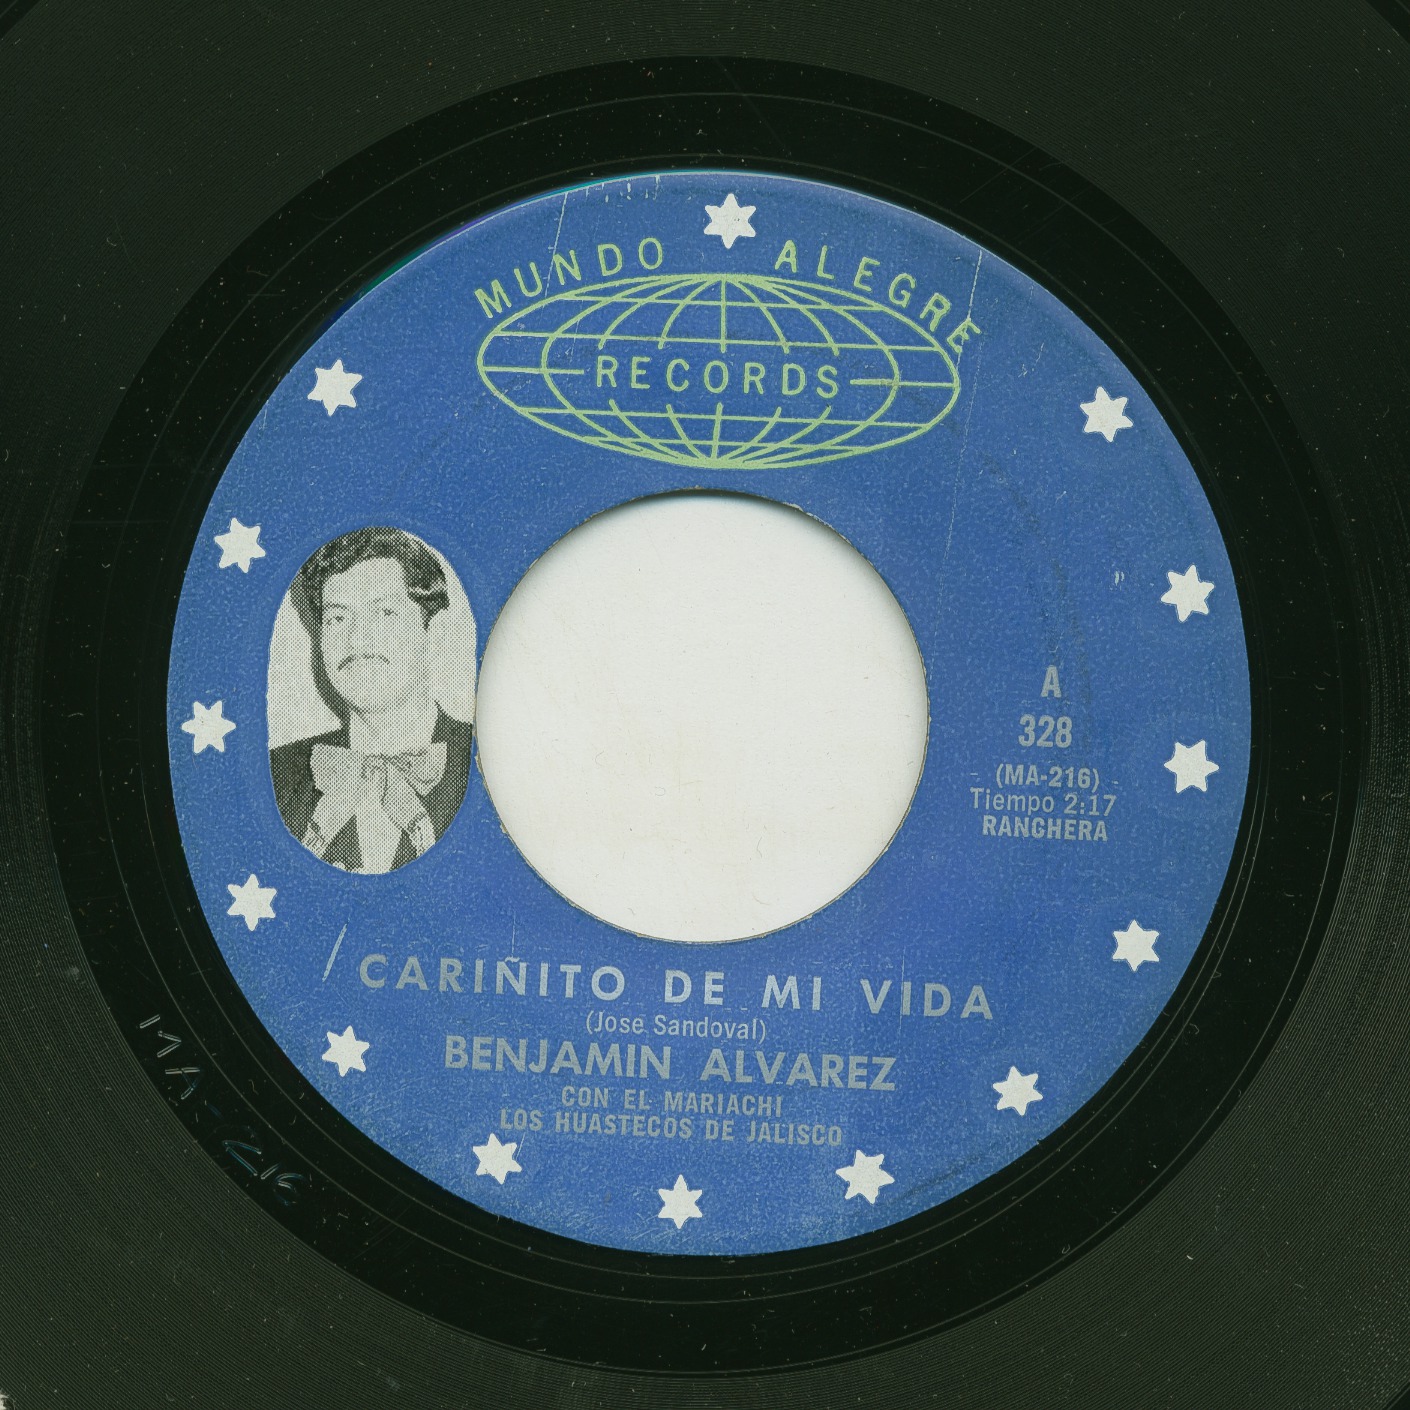 MUNDO ALEGRE
RECORDS
A
328
(MA-216)
Tiempo 2:17
RANCHERA
CARIÑITO DE MI VIDA
(Jose Sandoval)
BENJAMIN ALVAREZ
CON EL MARIACHI
LOS HUASTECOS DE JALISCO
MA-216